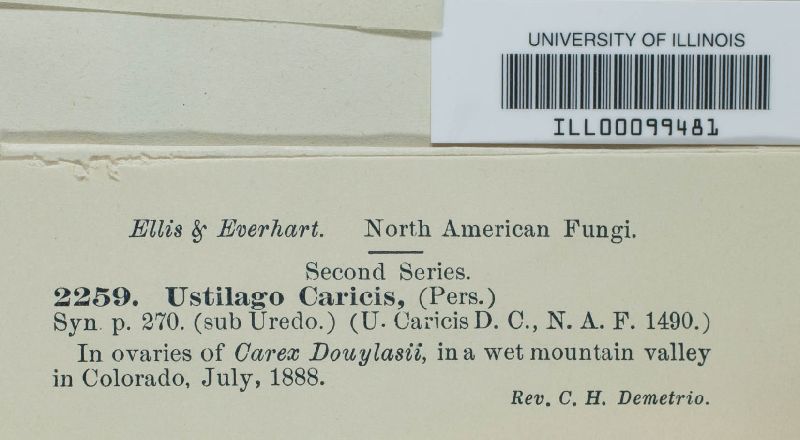 UNIVERSITY OF ILLINOIS
ILL00099481
Ellis & Everhart. North American Fungi.
Second Series.
2259. Ustilago Caricis, (Pers.)
Syn. p. 270. (sub Uredo.) (U. Caricis D. C., N. A. F. 1490.)
In ovaries of Carex Douylasii, in a wet mountain valley
in Colorado, July, 1888.
Rev. C. H. Demetrio.